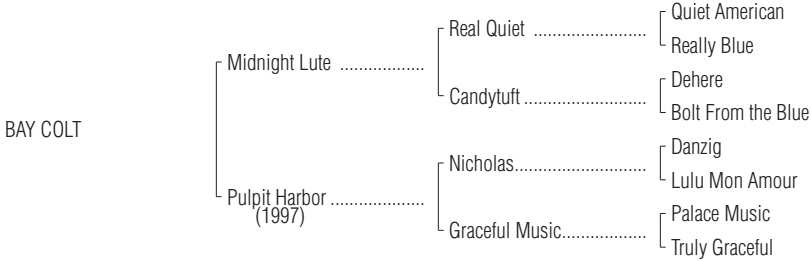 Quiet American
Real Quiet ........................
Really Blue
Midnight Lute ..................
Dehere
Candytuft ..........................
Bolt From the Blue
BAY COLT
Danzig
Nicholas............................
Lulu Mon Amour
Pulpit Harbor ....................
(1997)
Palace Music
Graceful Music..................
Truly Graceful